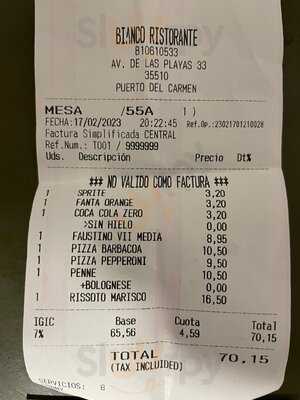 BIANCO RISTORANTE
B10610533
AV. DE LAS PLAYAS 33
35510
PUERTO DEL CARMEN
MESA /55A 1 )
FECHA:17/02/2023 20:22:45 Ref.Op.:230217012100028
Factura Simplificada CENTRAL
Ref.Num.: T001 / 9999999
Uds. Descripción Precio Dt%
### NO VALIDO COMO FACTURA ###
1 SPRITE 3,20
1 FANTA ORANGE 3,20
1 COCA COLA ZERO 3,20
>SIN HIELO 0,00
1 FAUSTINO VII MEDIA 8,95
1 PIZZA BARBACOA 10,50
1 PIZZA PEPPERONI 9,50
1 PENNE 10,50
+BOLOGNESE 0,00
1 RISSOTO MARISCO 16,50
IGIC Base Cuota Total
7% 65,56 4,59 70,15
TOTAL 70,15
(TAX INCLUDED)
SERVICIOS: 6